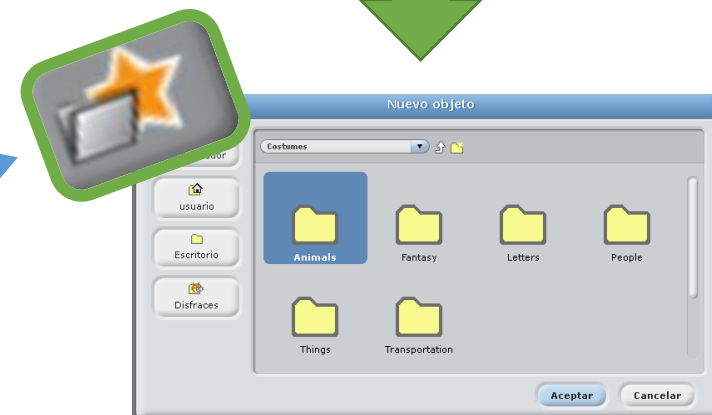 Nuevo objeto
Costumes
usuario
Escritorio
Disfraces
Animals
Fantasy
Letters
People
Things
Transportation
Aceptar
Cancelar